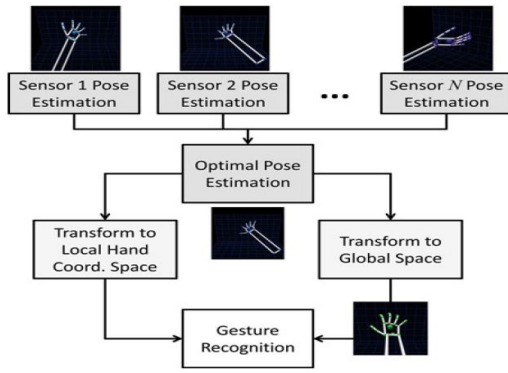 Sensor 1 Pose
Estimation
Sensor 2 Pose
Estimation
...
Sensor N Pose
Estimation
Optimal Pose
Estimation
Transform to
Local Hand
Coord. Space
Transform to
Global Space
Gesture
Recognition